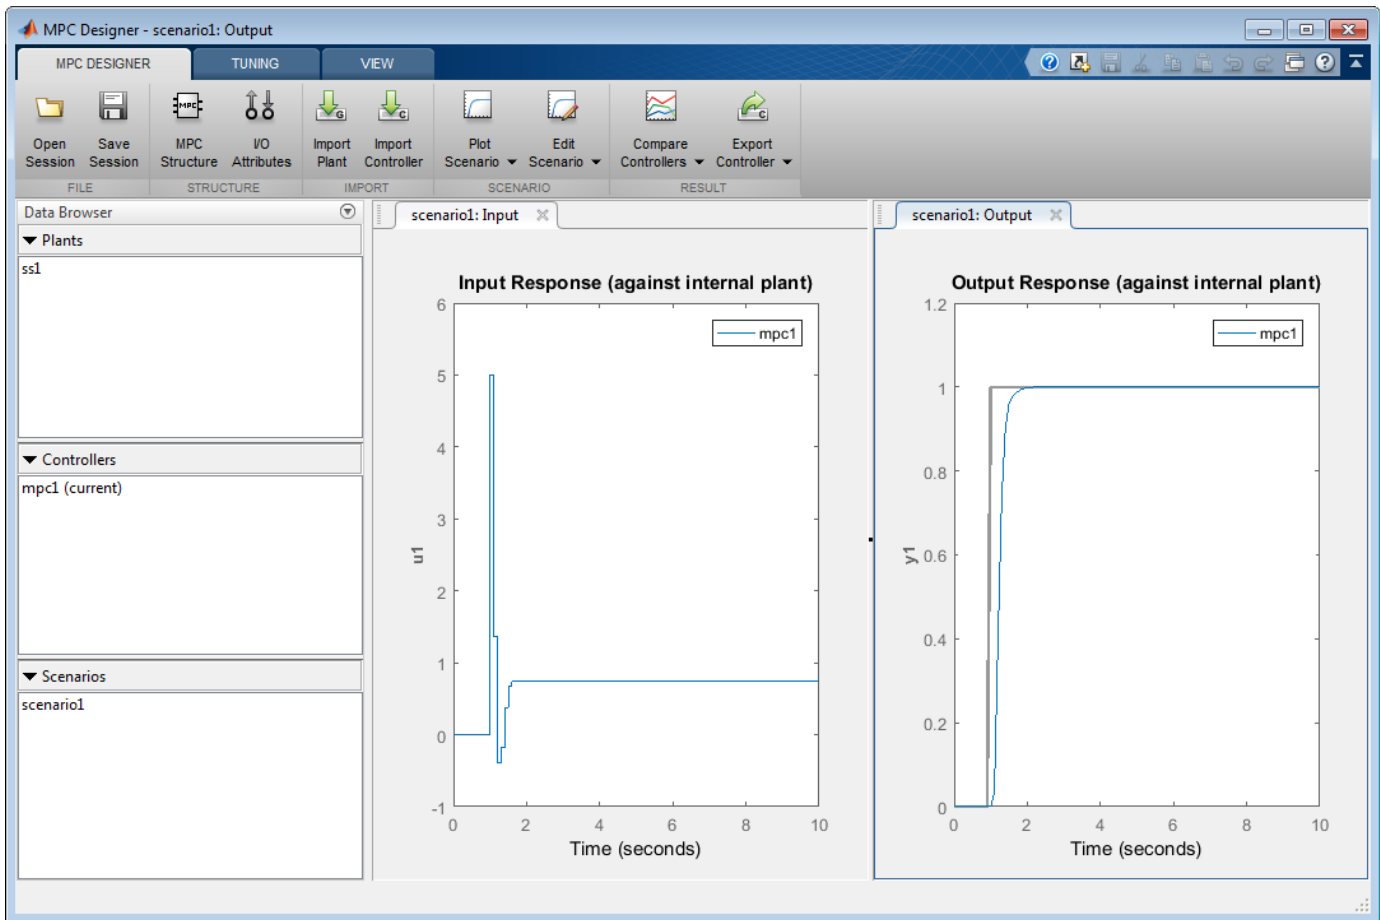 MPC Designer - scenario1: Output
MPC DESIGNER
TUNING
VIEW
Open Session
Save Session
MPC Structure
I/O Attributes
Import Plant
Import Controller
Plot Scenario
Edit Scenario
Compare Controllers
Export Controller
FILE
STRUCTURE
IMPORT
SCENARIO
RESULT
Data Browser
Plants
ss1
Controllers
mpc1 (current)
Scenarios
scenario1
scenario1: Input
Input Response (against internal plant)
mpc1
6
5
4
3
2
1
0
-1
u1
0 2 4 6 8 10
Time (seconds)
scenario1: Output
Output Response (against internal plant)
mpc1
1.2
1
0.8
0.6
0.4
0.2
0
y1
0 2 4 6 8 10
Time (seconds)